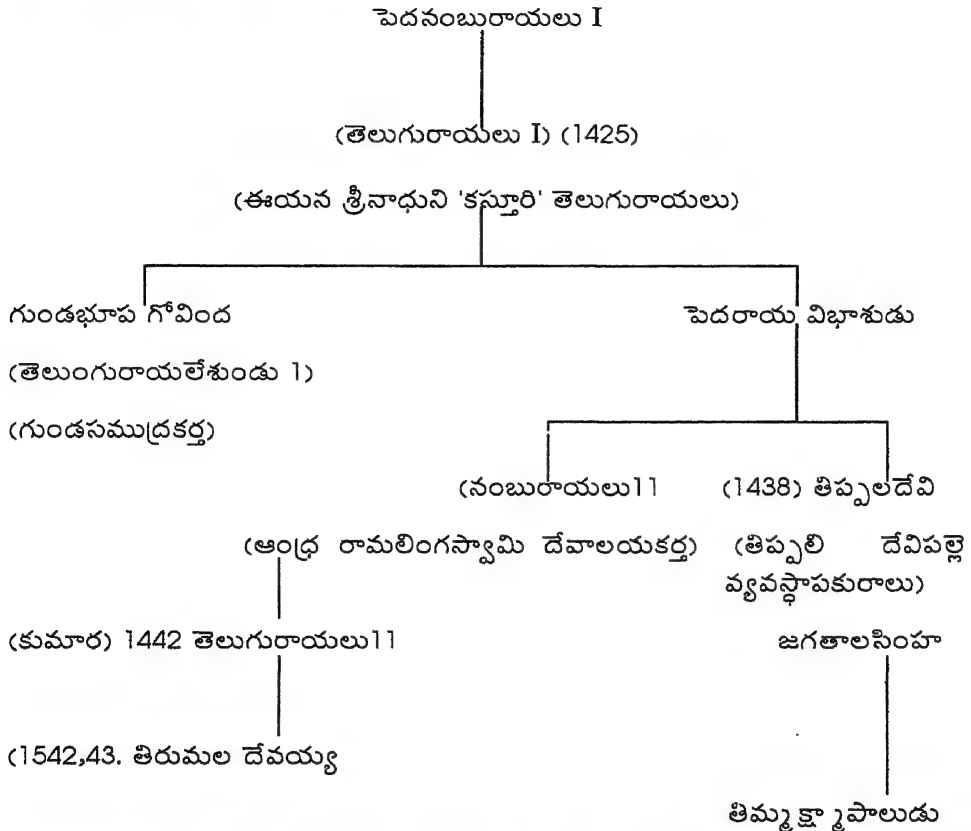 పెదనంబురాయలు I
(తెలుగురాయలు I) (1425)
(ఈయన శ్రీనాధుని 'కస్తూరి' తెలుగురాయలు)
గుండభూప గోవింద పెదరాయ విభాశుడు
(తెలుంగురాయలేశుండు 1)
(గుండసముద్రకర్త)
(నంబురాయలు11 (1438) తిప్పలదేవి
(ఆంధ్ర రామలింగస్వామి దేవాలయకర్త) (తిప్పలి దేవిపల్లె
వ్యవస్థాపకురాలు)
(కుమార) 1442 తెలుగురాయలు11 జగతాలసింహ
(1542,43. తిరుమల దేవయ్య
తిమ్మక్ష్మాపాలుడు